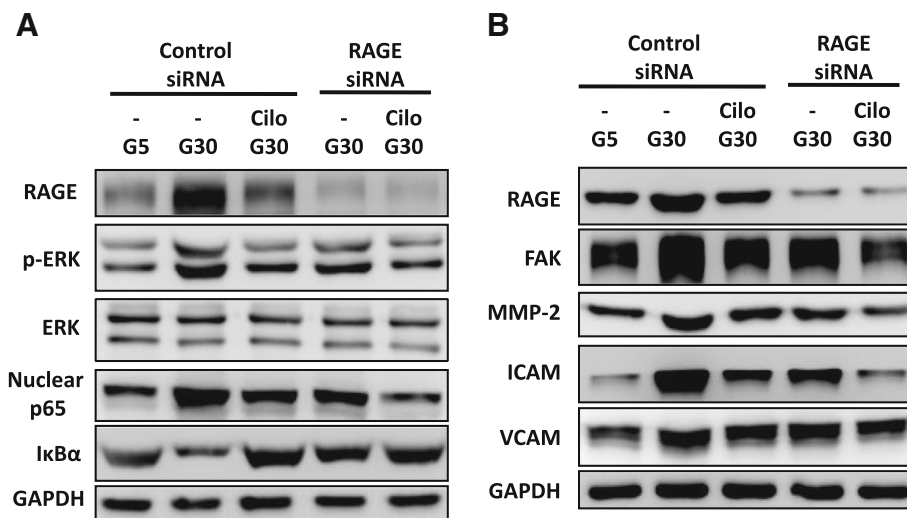 A
Control
siRNA
RAGE
siRNA
- - Cilo - Cilo
G5 G30 G30 G30 G30
RAGE
p-ERK
ERK
Nuclear
p65
IκBα
GAPDH
B
Control
siRNA
RAGE
siRNA
- - Cilo - Cilo
G5 G30 G30 G30 G30
RAGE
FAK
MMP-2
ICAM
VCAM
GAPDH